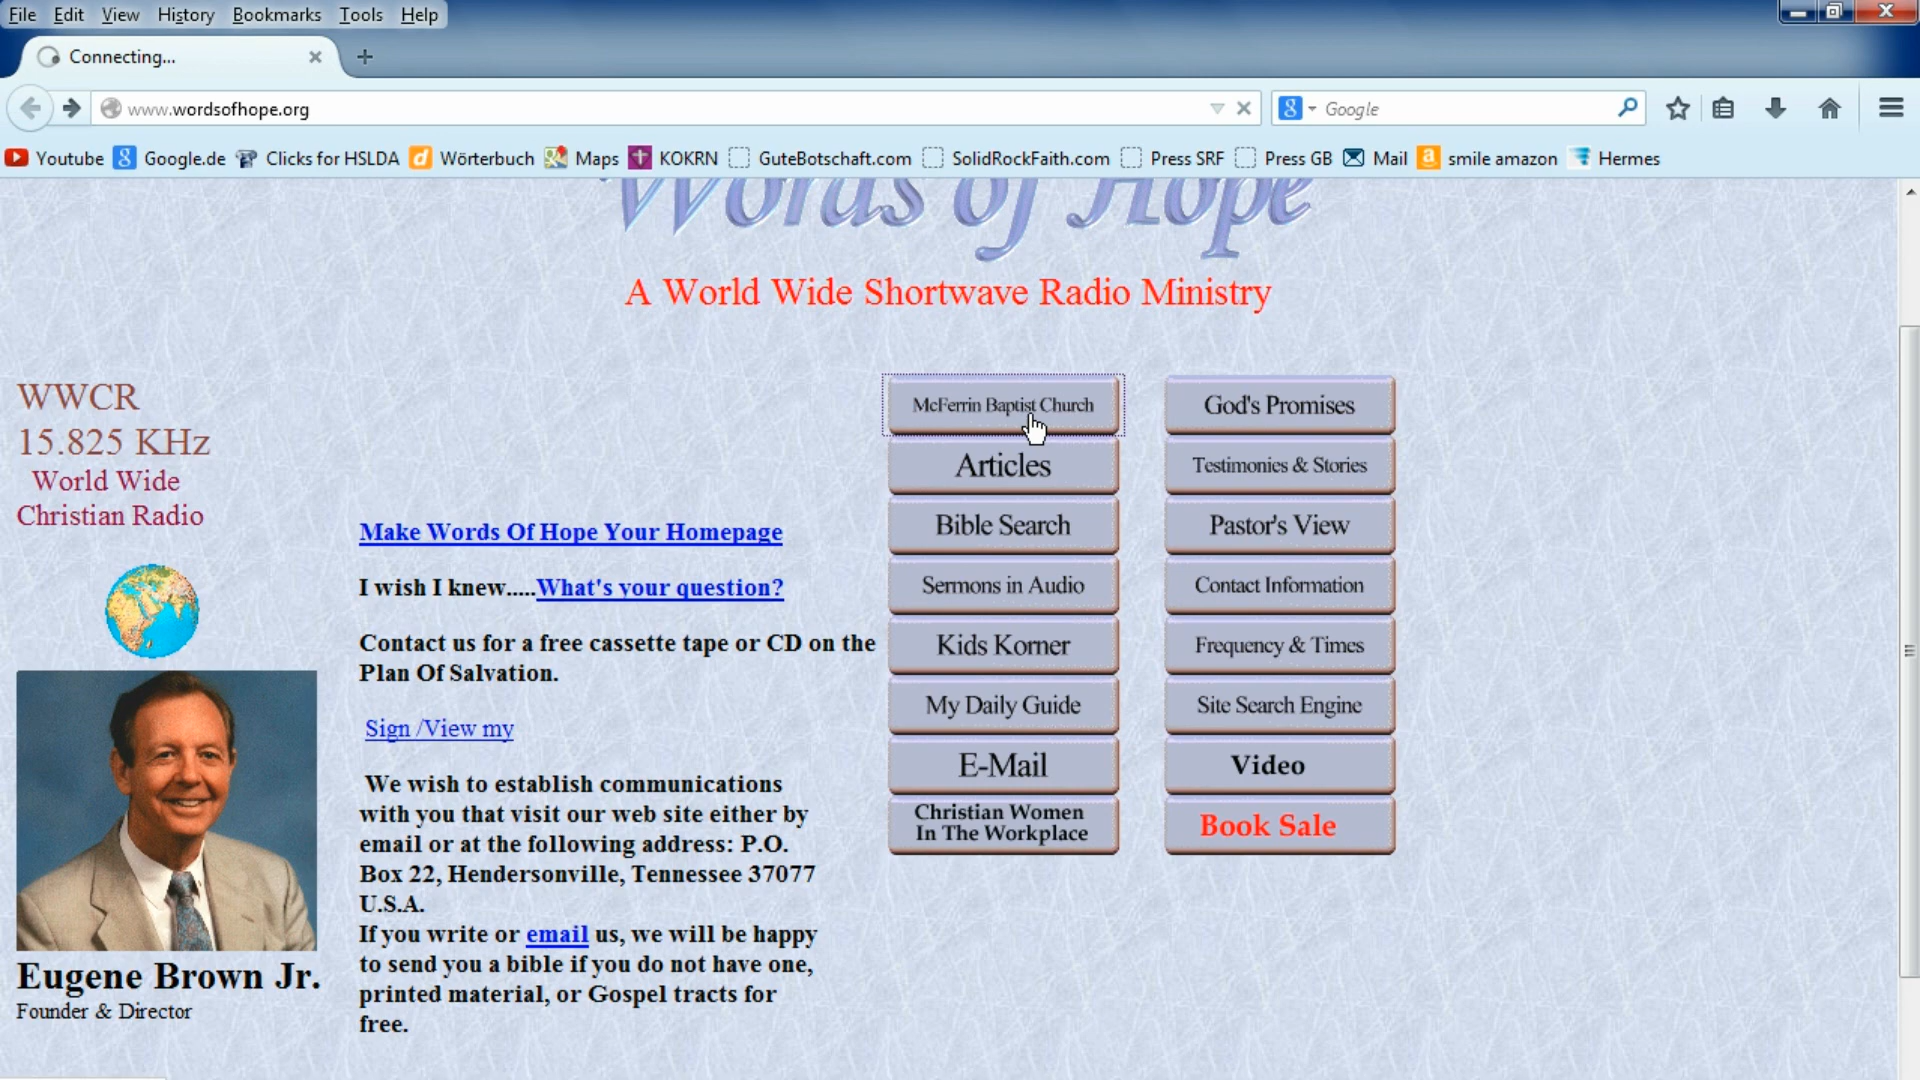 File Edit View History Bookmarks Tools Help
Connecting...
www.wordsofhope.org
Google
Youtube Google.de Clicks for HSLDA Wörterbuch Maps KOKRN GuteBotschaft.com SolidRockFaith.com Press SRF Press GB Mail smile amazon Hermes
Words of Hope
A World Wide Shortwave Radio Ministry
WWCR
15.825 KHz
World Wide
Christian Radio
Eugene Brown Jr.
Founder & Director
Make Words Of Hope Your Homepage
I wish I knew.....What's your question?
Contact us for a free cassette tape or CD on the
Plan Of Salvation.
Sign /View my
We wish to establish communications
with you that visit our web site either by
email or at the following address: P.O.
Box 22, Hendersonville, Tennessee 37077
U.S.A.
If you write or email us, we will be happy
to send you a bible if you do not have one,
printed material, or Gospel tracts for
free.
McFerrin Baptist Church
Articles
Bible Search
Sermons in Audio
Kids Korner
My Daily Guide
E-Mail
Christian Women
In The Workplace
God's Promises
Testimonies & Stories
Pastor's View
Contact Information
Frequency & Times
Site Search Engine
Video
Book Sale